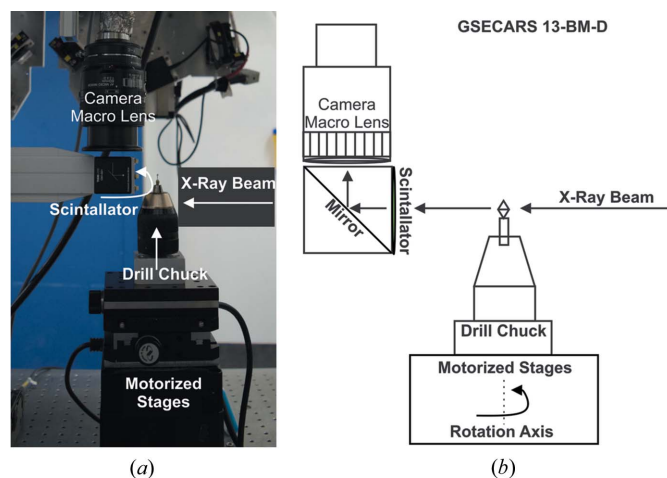 Camera
Macro Lens
X-Ray Beam
Scintallator
Drill Chuck
Motorized
Stages
(a)
GSECARS 13-BM-D
Camera
Macro Lens
Scintallator
Mirror
X-Ray Beam
Drill Chuck
Motorized Stages
Rotation Axis
(b)